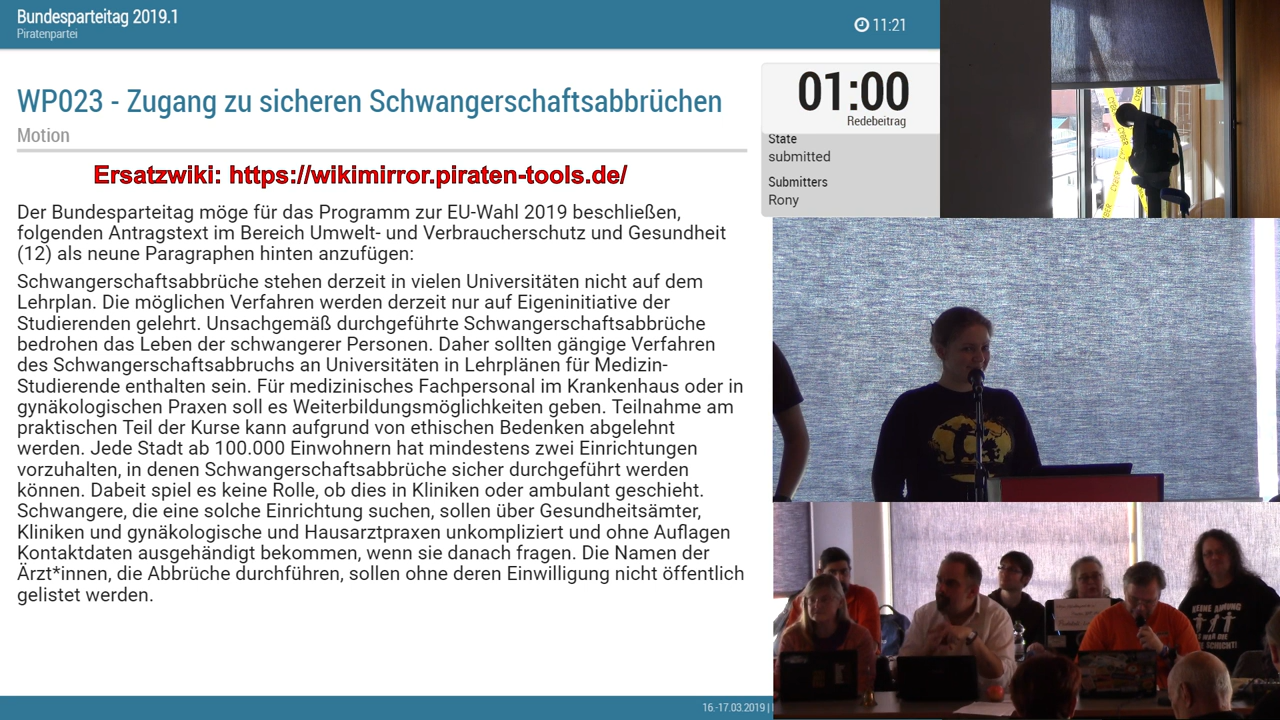 Bundesparteitag 2019.1
Piratenpartei
11:21
WP023 - Zugang zu sicheren Schwangerschaftsabbrüchen
Motion
01:00
Redebeitrag
State
submitted
Submitters
Rony
Ersatzwiki: https://wikimirror.piraten-tools.de/
Der Bundesparteitag möge für das Programm zur EU-Wahl 2019 beschließen,
folgenden Antragstext im Bereich Umwelt- und Verbraucherschutz und Gesundheit
(12) als neune Paragraphen hinten anzufügen:
Schwangerschaftsabbrüche stehen derzeit in vielen Universitäten nicht auf dem
Lehrplan. Die möglichen Verfahren werden derzeit nur auf Eigeninitiative der
Studierenden gelehrt. Unsachgemäß durchgeführte Schwangerschaftsabbrüche
bedrohen das Leben der schwangerer Personen. Daher sollten gängige Verfahren
des Schwangerschaftsabbruchs an Universitäten in Lehrplänen für Medizin-
Studierende enthalten sein. Für medizinisches Fachpersonal im Krankenhaus oder in
gynäkologischen Praxen soll es Weiterbildungsmöglichkeiten geben. Teilnahme am
praktischen Teil der Kurse kann aufgrund von ethischen Bedenken abgelehnt
werden. Jede Stadt ab 100.000 Einwohnern hat mindestens zwei Einrichtungen
vorzuhalten, in denen Schwangerschaftsabbrüche sicher durchgeführt werden
können. Dabeit spiel es keine Rolle, ob dies in Kliniken oder ambulant geschieht.
Schwangere, die eine solche Einrichtung suchen, sollen über Gesundheitsämter,
Kliniken und gynäkologische und Hausarztpraxen unkompliziert und ohne Auflagen
Kontaktdaten ausgehändigt bekommen, wenn sie danach fragen. Die Namen der
Ärzt*innen, die Abbrüche durchführen, sollen ohne deren Einwilligung nicht öffentlich
gelistet werden.
16.-17.03.2019 |
CYBER
KEINE AHNUNG
WAR DIE